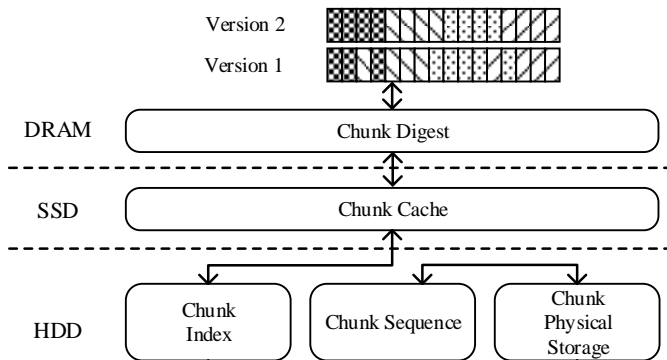 Version 2
Version 1
DRAM
Chunk Digest
SSD
Chunk Cache
HDD
Chunk
Index
Chunk Sequence
Chunk
Physical
Storage